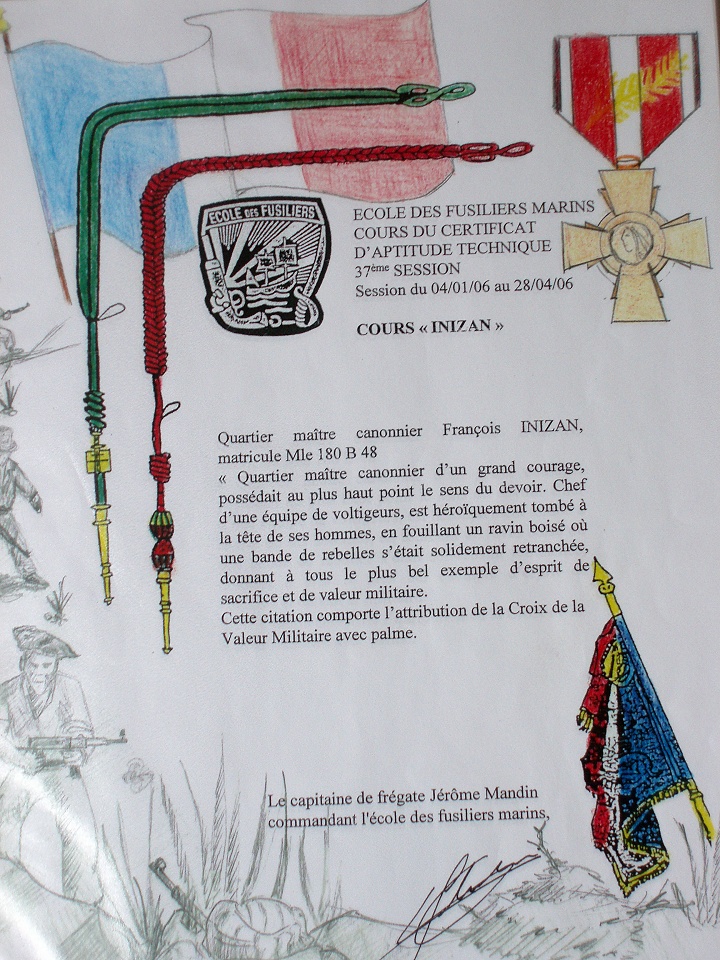 ECOLE DES FUSILIERS
ECOLE DES FUSILIERS MARINS
COURS DU CERTIFICAT
D'APTITUDE TECHNIQUE
37ème SESSION
Session du 04/01/06 au 28/04/06
COURS « INIZAN »
Quartier maître canonnier François INIZAN,
matricule Mle 180 B 48
« Quartier maître canonnier d'un grand courage,
possédait au plus haut point le sens du devoir. Chef
d'une équipe de voltigeurs, est héroïquement tombé à
la tête de ses hommes, en fouillant un ravin boisé où
une bande de rebelles s'était solidement retranchée,
donnant à tous le plus bel exemple d'esprit de
sacrifice et de valeur militaire.
Cette citation comporte l'attribution de la Croix de la
Valeur Militaire avec palme.
Le capitaine de frégate Jérôme Mandin
commandant l'école des fusiliers marins,